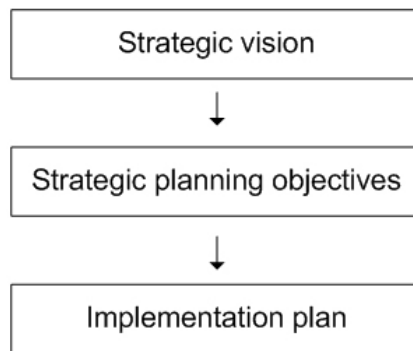 Strategic vision
Strategic planning objectives
Implementation plan